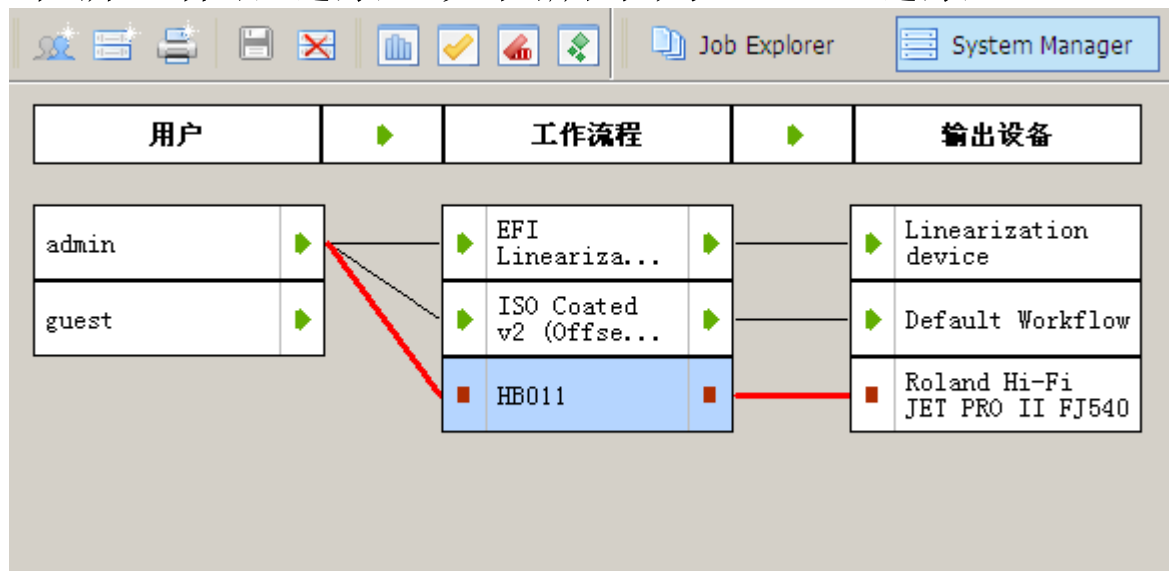 Job Explorer
System Manager
用户
工作流程
输出设备
admin
EFI
Lineariza...
Linearization
device
guest
ISO Coated
v2 (Offse...
Default Workflow
HB011
Roland Hi-Fi
JET PRO II FJ540